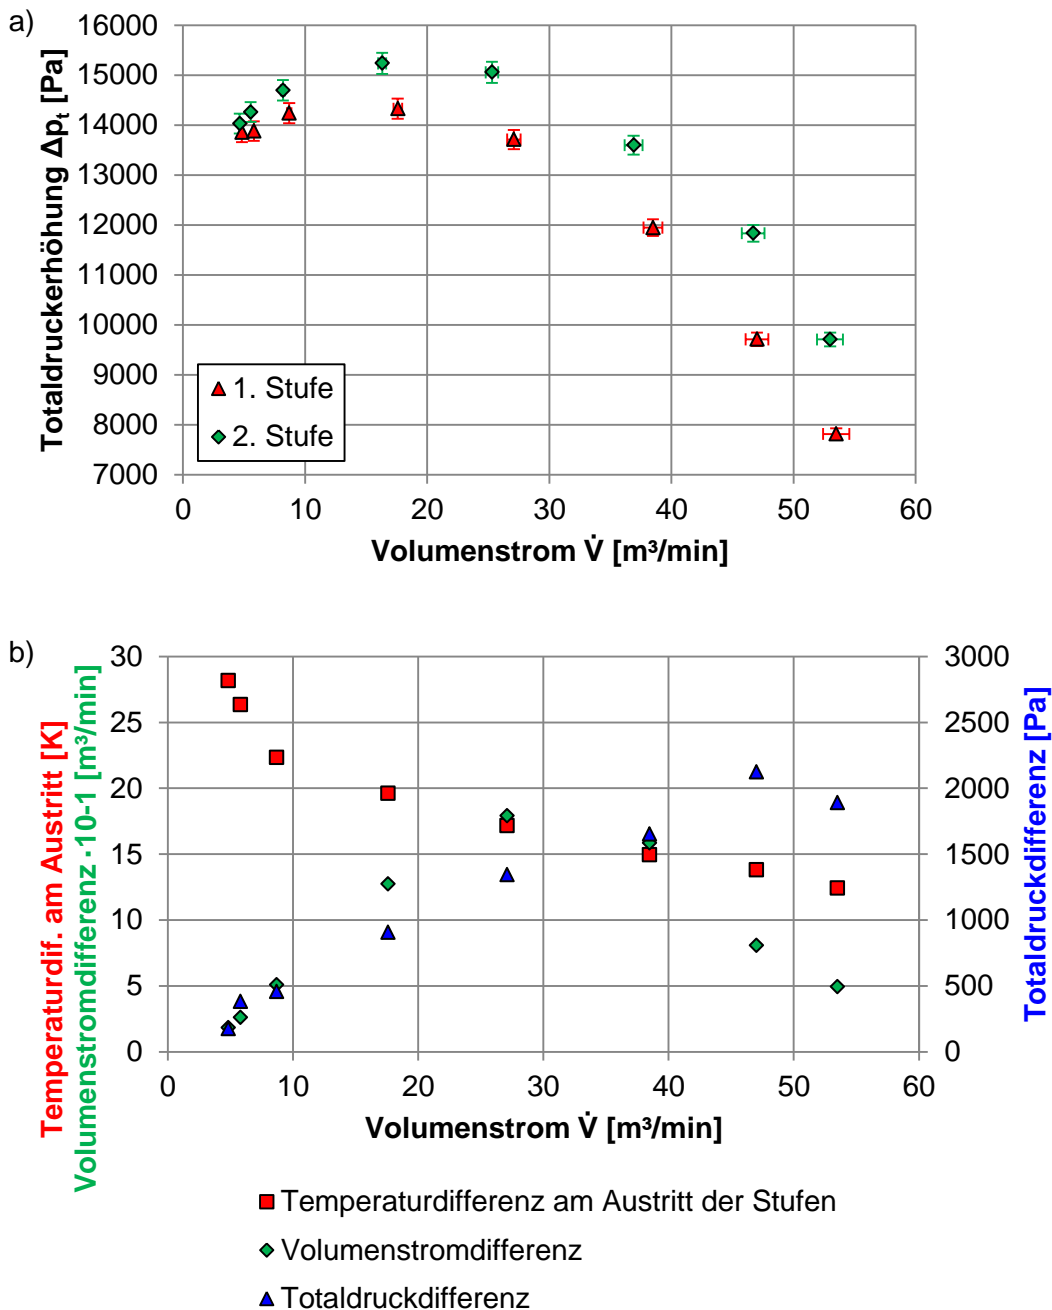 a)
Totaldruckerhöhung Δpt [Pa]
16000
15000
14000
13000
12000
11000
10000
9000
8000
7000
1. Stufe
2. Stufe
0 10 20 30 40 50 60
Volumenstrom V̇ [m³/min]
b)
Temperaturdif. am Austritt [K]
Volumenstromdifferenz ·10-1 [m³/min]
30
25
20
15
10
5
0
3000
2500
2000
1500
1000
500
0
Totaldruckdifferenz [Pa]
0 10 20 30 40 50 60
Volumenstrom V̇ [m³/min]
Temperaturdifferenz am Austritt der Stufen
Volumenstromdifferenz
Totaldruckdifferenz